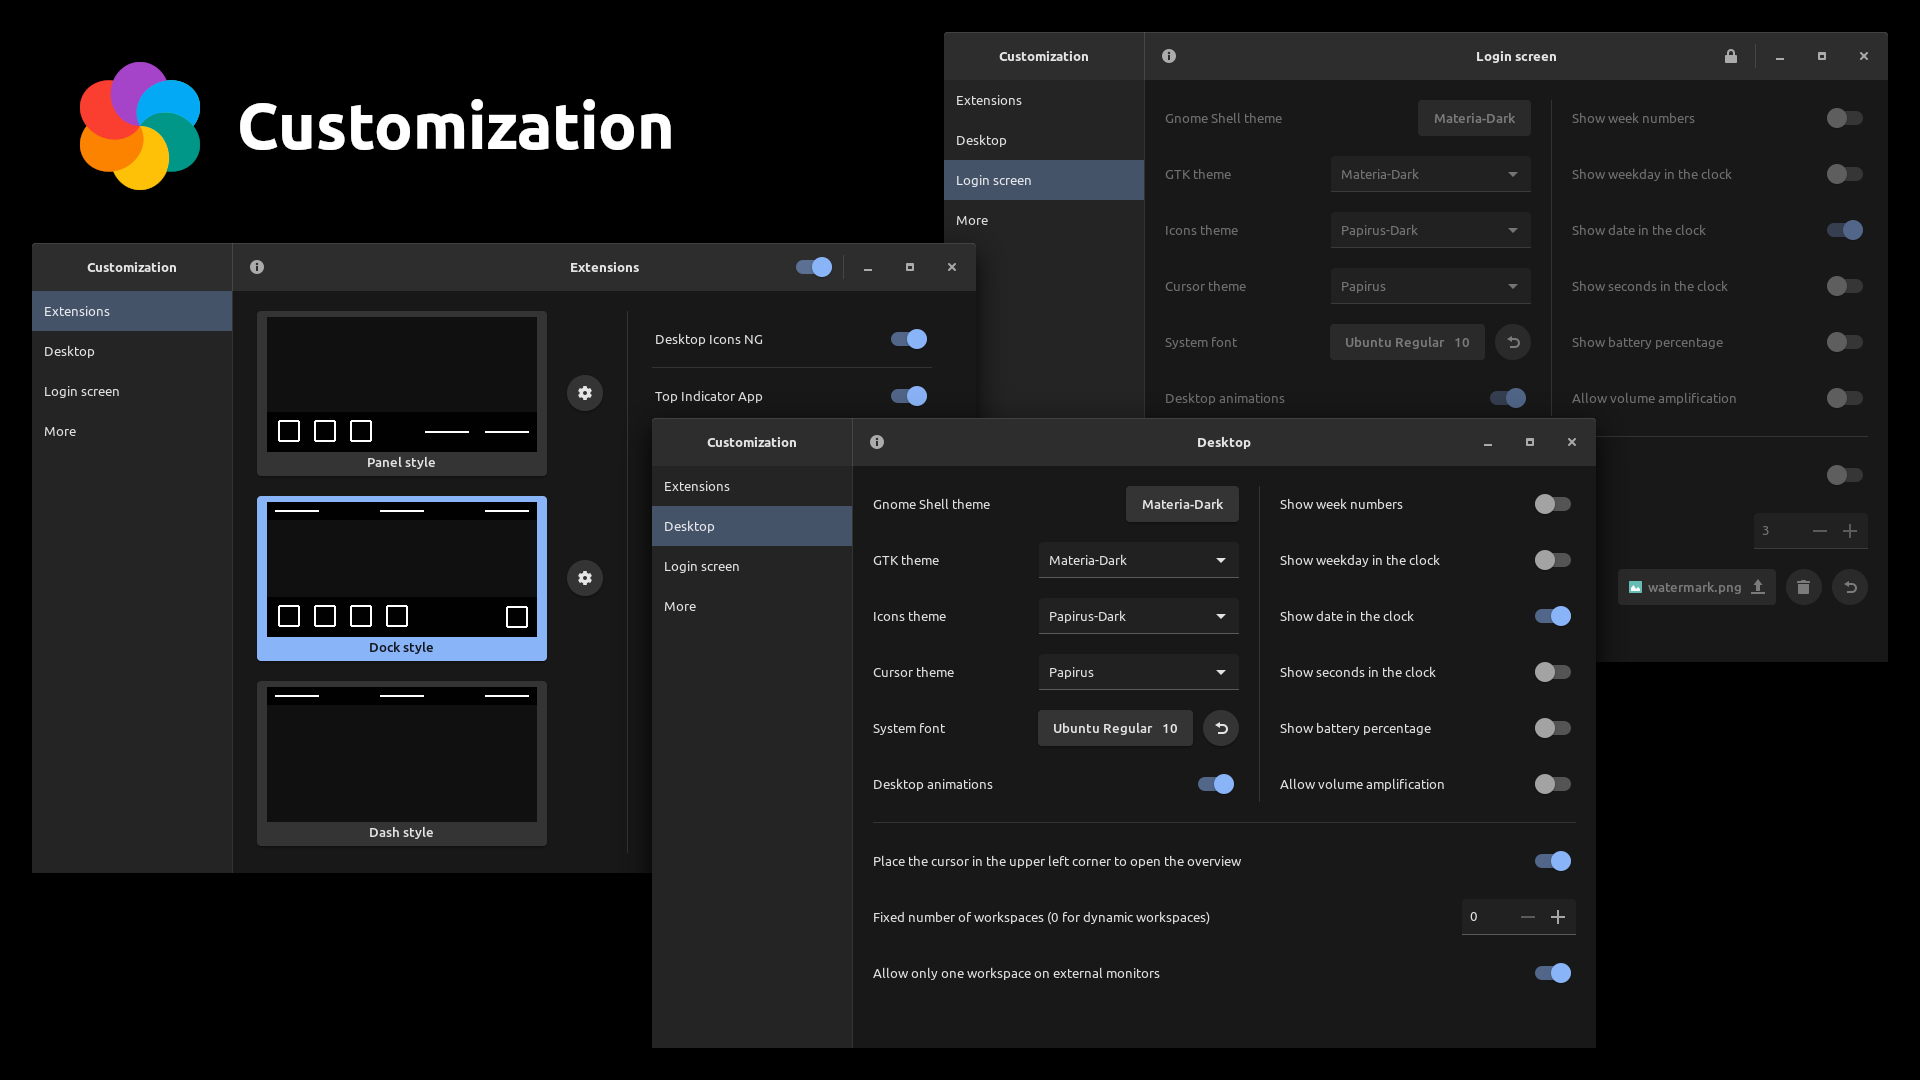 Customization
Customization
Login screen
Extensions
Desktop
Login screen
More
Gnome Shell theme
Materia-Dark
GTK theme
Materia-Dark
Icons theme
Papirus-Dark
Cursor theme
Papirus
System font
Ubuntu Regular 10
Desktop animations
Show week numbers
Show weekday in the clock
Show date in the clock
Show seconds in the clock
Show battery percentage
Allow volume amplification
3
watermark.png
Customization
Extensions
Extensions
Desktop
Login screen
More
Panel style
Dock style
Dash style
Desktop Icons NG
Top Indicator App
Customization
Desktop
Extensions
Desktop
Login screen
More
Gnome Shell theme
Materia-Dark
GTK theme
Materia-Dark
Icons theme
Papirus-Dark
Cursor theme
Papirus
System font
Ubuntu Regular 10
Desktop animations
Show week numbers
Show weekday in the clock
Show date in the clock
Show seconds in the clock
Show battery percentage
Allow volume amplification
Place the cursor in the upper left corner to open the overview
Fixed number of workspaces (0 for dynamic workspaces)
0
Allow only one workspace on external monitors